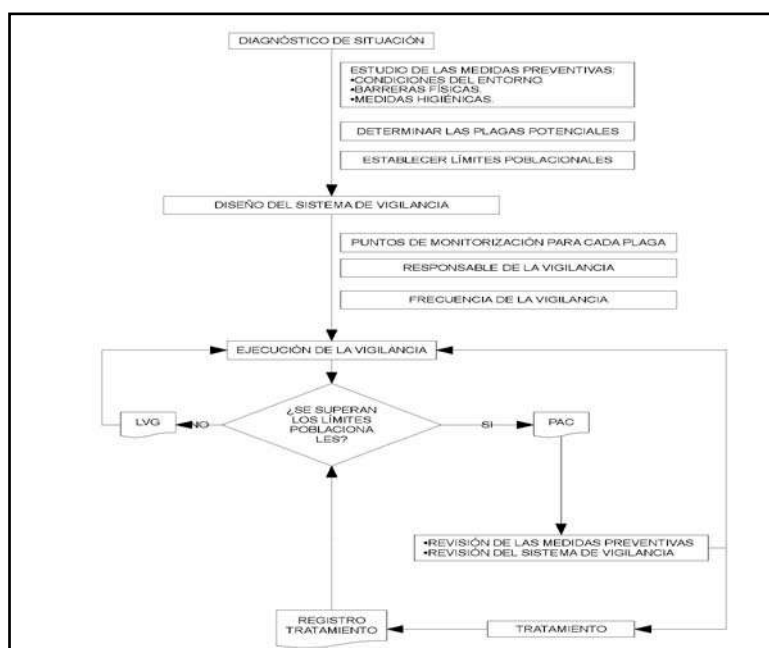 DIAGNÓSTICO DE SITUACIÓN
ESTUDIO DE LAS MEDIDAS PREVENTIVAS:
•CONDICIONES DEL ENTORNO.
•BARRERAS FÍSICAS.
•MEDIDAS HIGIÉNICAS.
DETERMINAR LAS PLAGAS POTENCIALES
ESTABLECER LÍMITES POBLACIONALES
DISEÑO DEL SISTEMA DE VIGILANCIA
PUNTOS DE MONITORIZACIÓN PARA CADA PLAGA
RESPONSABLE DE LA VIGILANCIA
FRECUENCIA DE LA VIGILANCIA
EJECUCIÓN DE LA VIGILANCIA
¿SE SUPERAN
LOS LÍMITES
POBLACIONA
LES?
LVG
NO
SI
PAC
•REVISIÓN DE LAS MEDIDAS PREVENTIVAS
•REVISIÓN DEL SISTEMA DE VIGILANCIA
REGISTRO
TRATAMIENTO
TRATAMIENTO